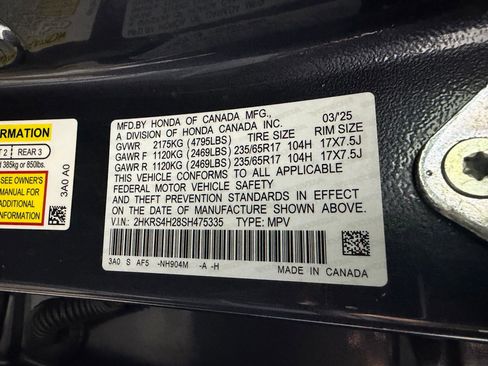 FORMATION
T 2 REAR 3
385kg or 850lbs.
SEE OWNER'S
MANUAL FOR
ADDITIONAL
INFORMATION
3A0 A0
MFD.BY HONDA OF CANADA MFG., 03/'25
A DIVISION OF HONDA CANADA INC.
GVWR 2175KG (4795LBS) TIRE SIZE RIM SIZE
GAWR F 1120KG (2469LBS) 235/65R17 104H 17X7.5J
GAWR R 1120KG (2469LBS) 235/65R17 104H 17X7.5J
THIS VEHICLE CONFORMS TO ALL APPLICABLE
FEDERAL MOTOR VEHICLE SAFETY
AND THEFT PREVENTION STANDARDS IN EFFECT
ON THE DATE OF MANUFACTURE SHOWN ABOVE.
V.I.N.: 2HKRS4H28SH475335 TYPE: MPV
3A0 S AF5 -NH904M -A -H
MADE IN CANADA